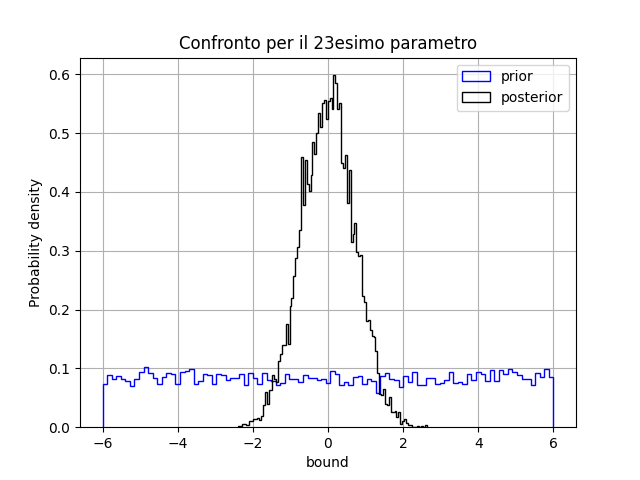 Confronto per il 23esimo parametro
prior
posterior
Probability density
0.6
0.5
0.4
0.3
0.2
0.1
0.0
−6
−4
−2
0
2
4
6
bound